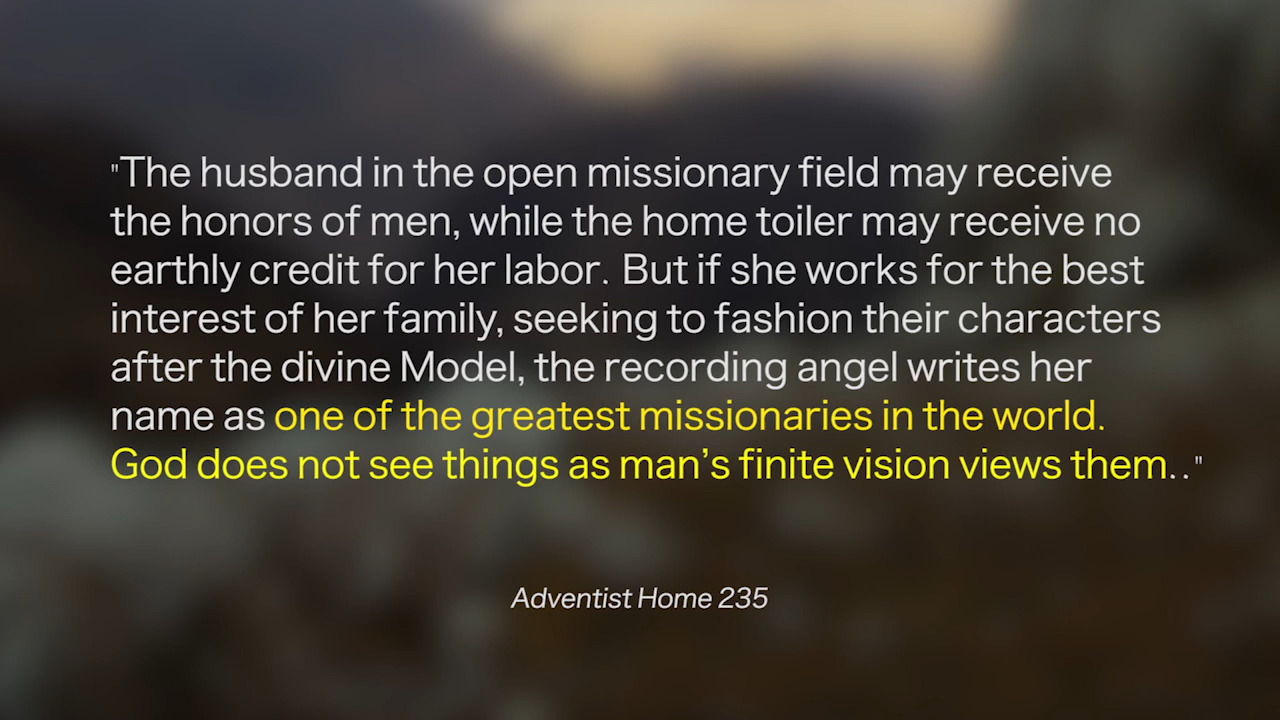 "The husband in the open missionary field may receive
the honors of men, while the home toiler may receive no
earthly credit for her labor. But if she works for the best
interest of her family, seeking to fashion their characters
after the divine Model, the recording angel writes her
name as one of the greatest missionaries in the world.
God does not see things as man’s finite vision views them.."
Adventist Home 235